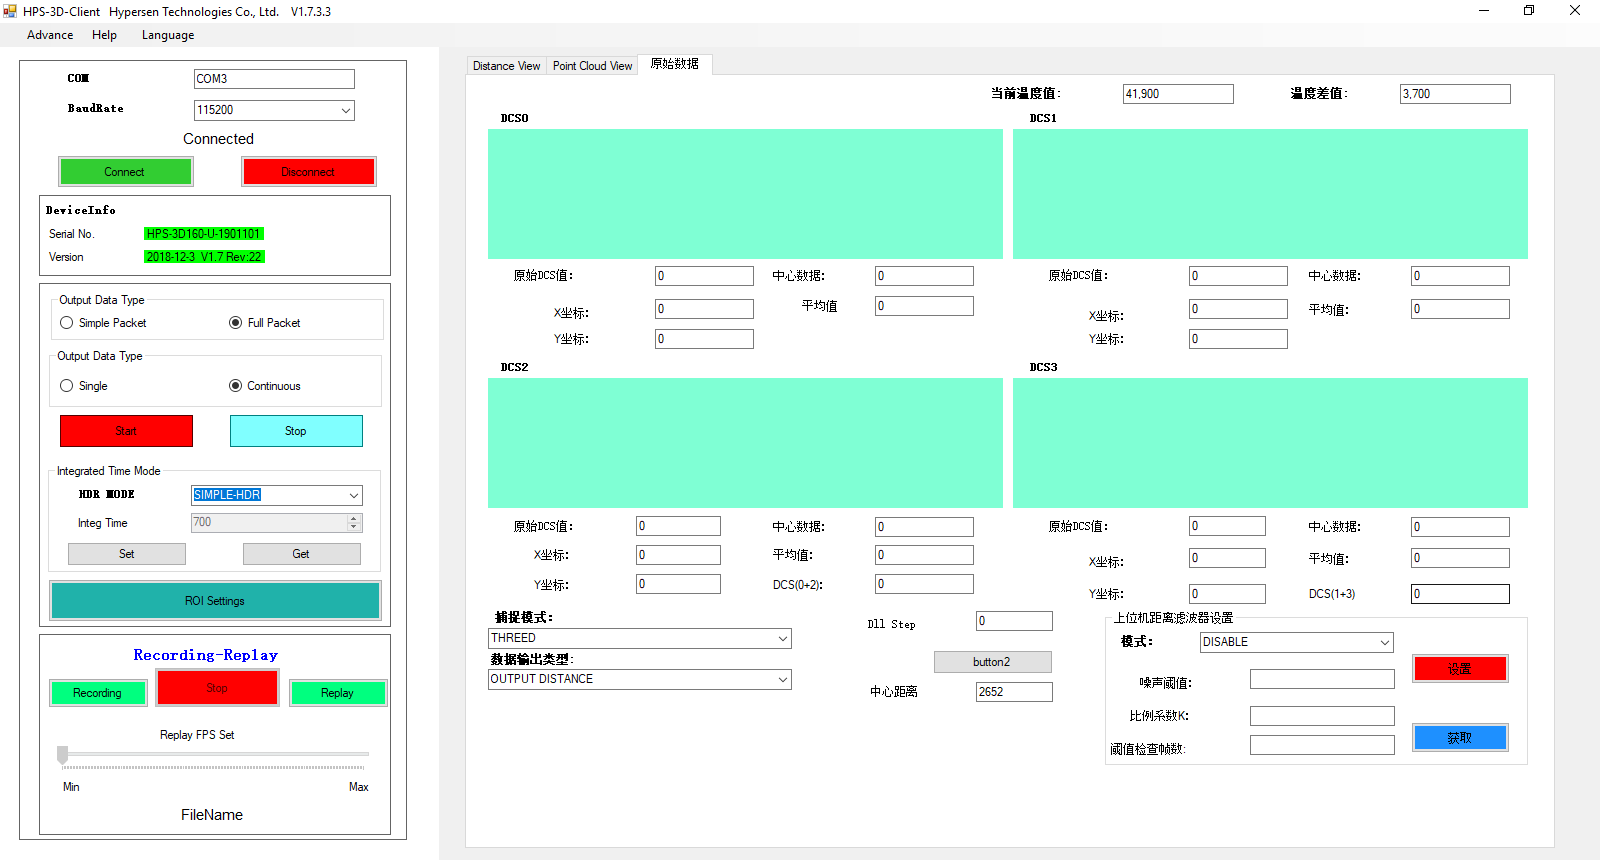 HPS-3D-Client Hypersen Technologies Co., Ltd. V1.7.3.3
Advance Help Language
COM COM3
BaudRate 115200
Connected
Connect Disconnect
DeviceInfo
Serial No. HPS-3D160-U-1901101
Version 2018-12-3 V1.7 Rev:22
Output Data Type
Simple Packet Full Packet
Output Data Type
Single Continuous
Start Stop
Integrated Time Mode
HDR MODE SIMPLE-HDR
Integ Time 700
Set Get
ROI Settings
Recording-Replay
Recording Stop Replay
Replay FPS Set
Min Max
FileName
Distance View Point Cloud View 原始数据
当前温度值: 41,900 温度差值: 3,700
DCS0 DCS1
原始DCS值: 0 中心数据: 0 原始DCS值: 0 中心数据: 0
X坐标: 0 平均值 0 X坐标: 0 平均值: 0
Y坐标: 0 Y坐标: 0
DCS2 DCS3
原始DCS值: 0 中心数据: 0 原始DCS值: 0 中心数据: 0
X坐标: 0 平均值: 0 X坐标: 0 平均值: 0
Y坐标: 0 DCS(0+2): 0 Y坐标: 0 DCS(1+3) 0
捕捉模式:
THREED
数据输出类型:
OUTPUT DISTANCE
Dll Step 0
button2
中心距离 2652
上位机距离滤波器设置
模式: DISABLE
设置
噪声阈值:
比例系数K:
获取
阈值检查帧数: